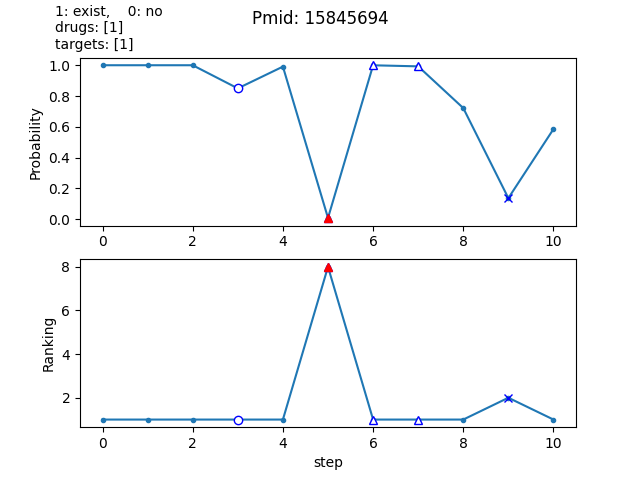 1: exist,    0: no
drugs: [1]
targets: [1]
Pmid: 15845694
Probability
1.0
0.8
0.6
0.4
0.2
0.0
0 2 4 6 8 10
Ranking
8
6
4
2
0 2 4 6 8 10
step